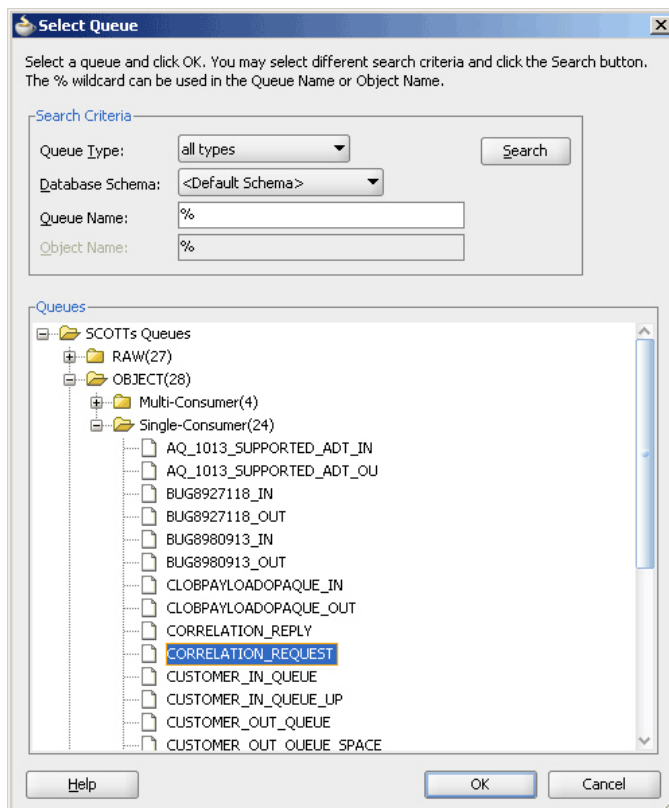 Select Queue
Select a queue and click OK. You may select different search criteria and click the Search button.
The % wildcard can be used in the Queue Name or Object Name.
Search Criteria
Queue Type: all types Search
Database Schema: <Default Schema>
Queue Name: %
Object Name: %
Queues
SCOTTs Queues
RAW(27)
OBJECT(28)
Multi-Consumer(4)
Single-Consumer(24)
AQ_1013_SUPPORTED_ADT_IN
AQ_1013_SUPPORTED_ADT_OU
BUG8927118_IN
BUG8927118_OUT
BUG8980913_IN
BUG8980913_OUT
CLOBPAYLOADOPAQUE_IN
CLOBPAYLOADOPAQUE_OUT
CORRELATION_REPLY
CORRELATION_REQUEST
CUSTOMER_IN_QUEUE
CUSTOMER_IN_QUEUE_UP
CUSTOMER_OUT_QUEUE
CUSTOMER_OUT_QUEUE_SPACE
Help OK Cancel